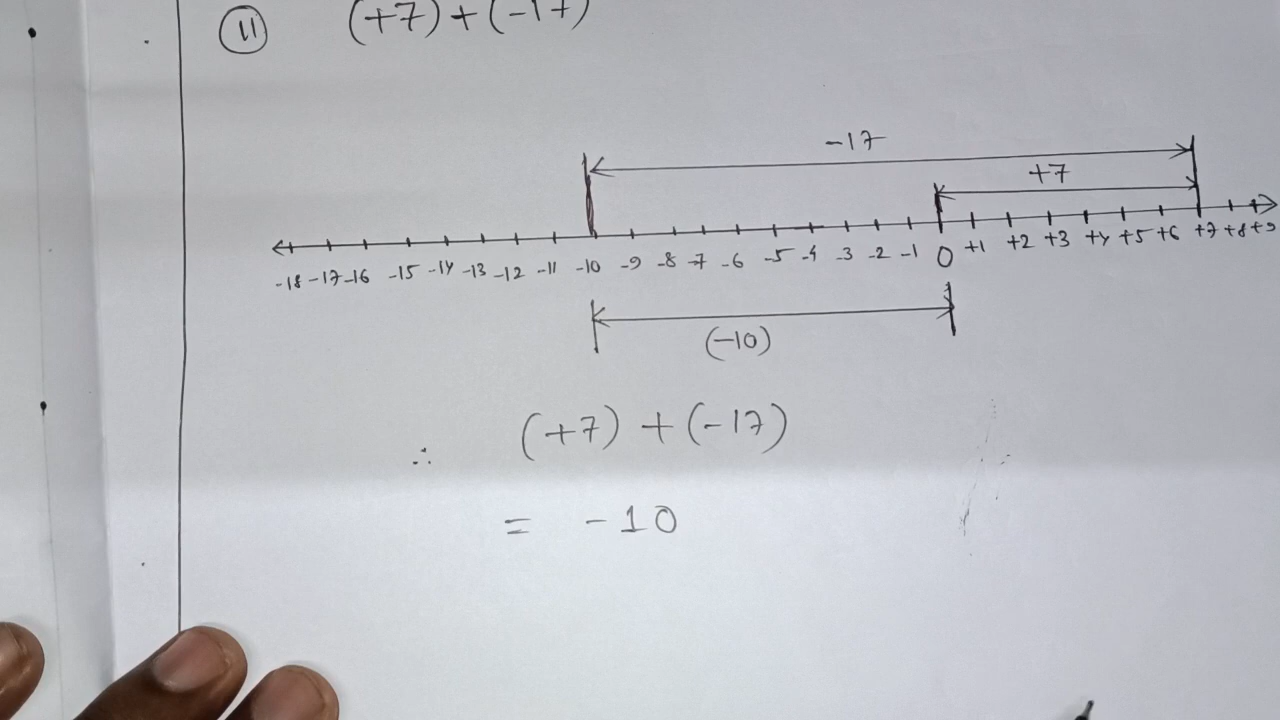 11 (+7) + (-17)
-17
+7
-18 -17 -16 -15 -14 -13 -12 -11 -10 -9 -8 -7 -6 -5 -4 -3 -2 -1 0 +1 +2 +3 +4 +5 +6 +7 +8 +9
(-10)
∴ (+7) + (-17)
= -10